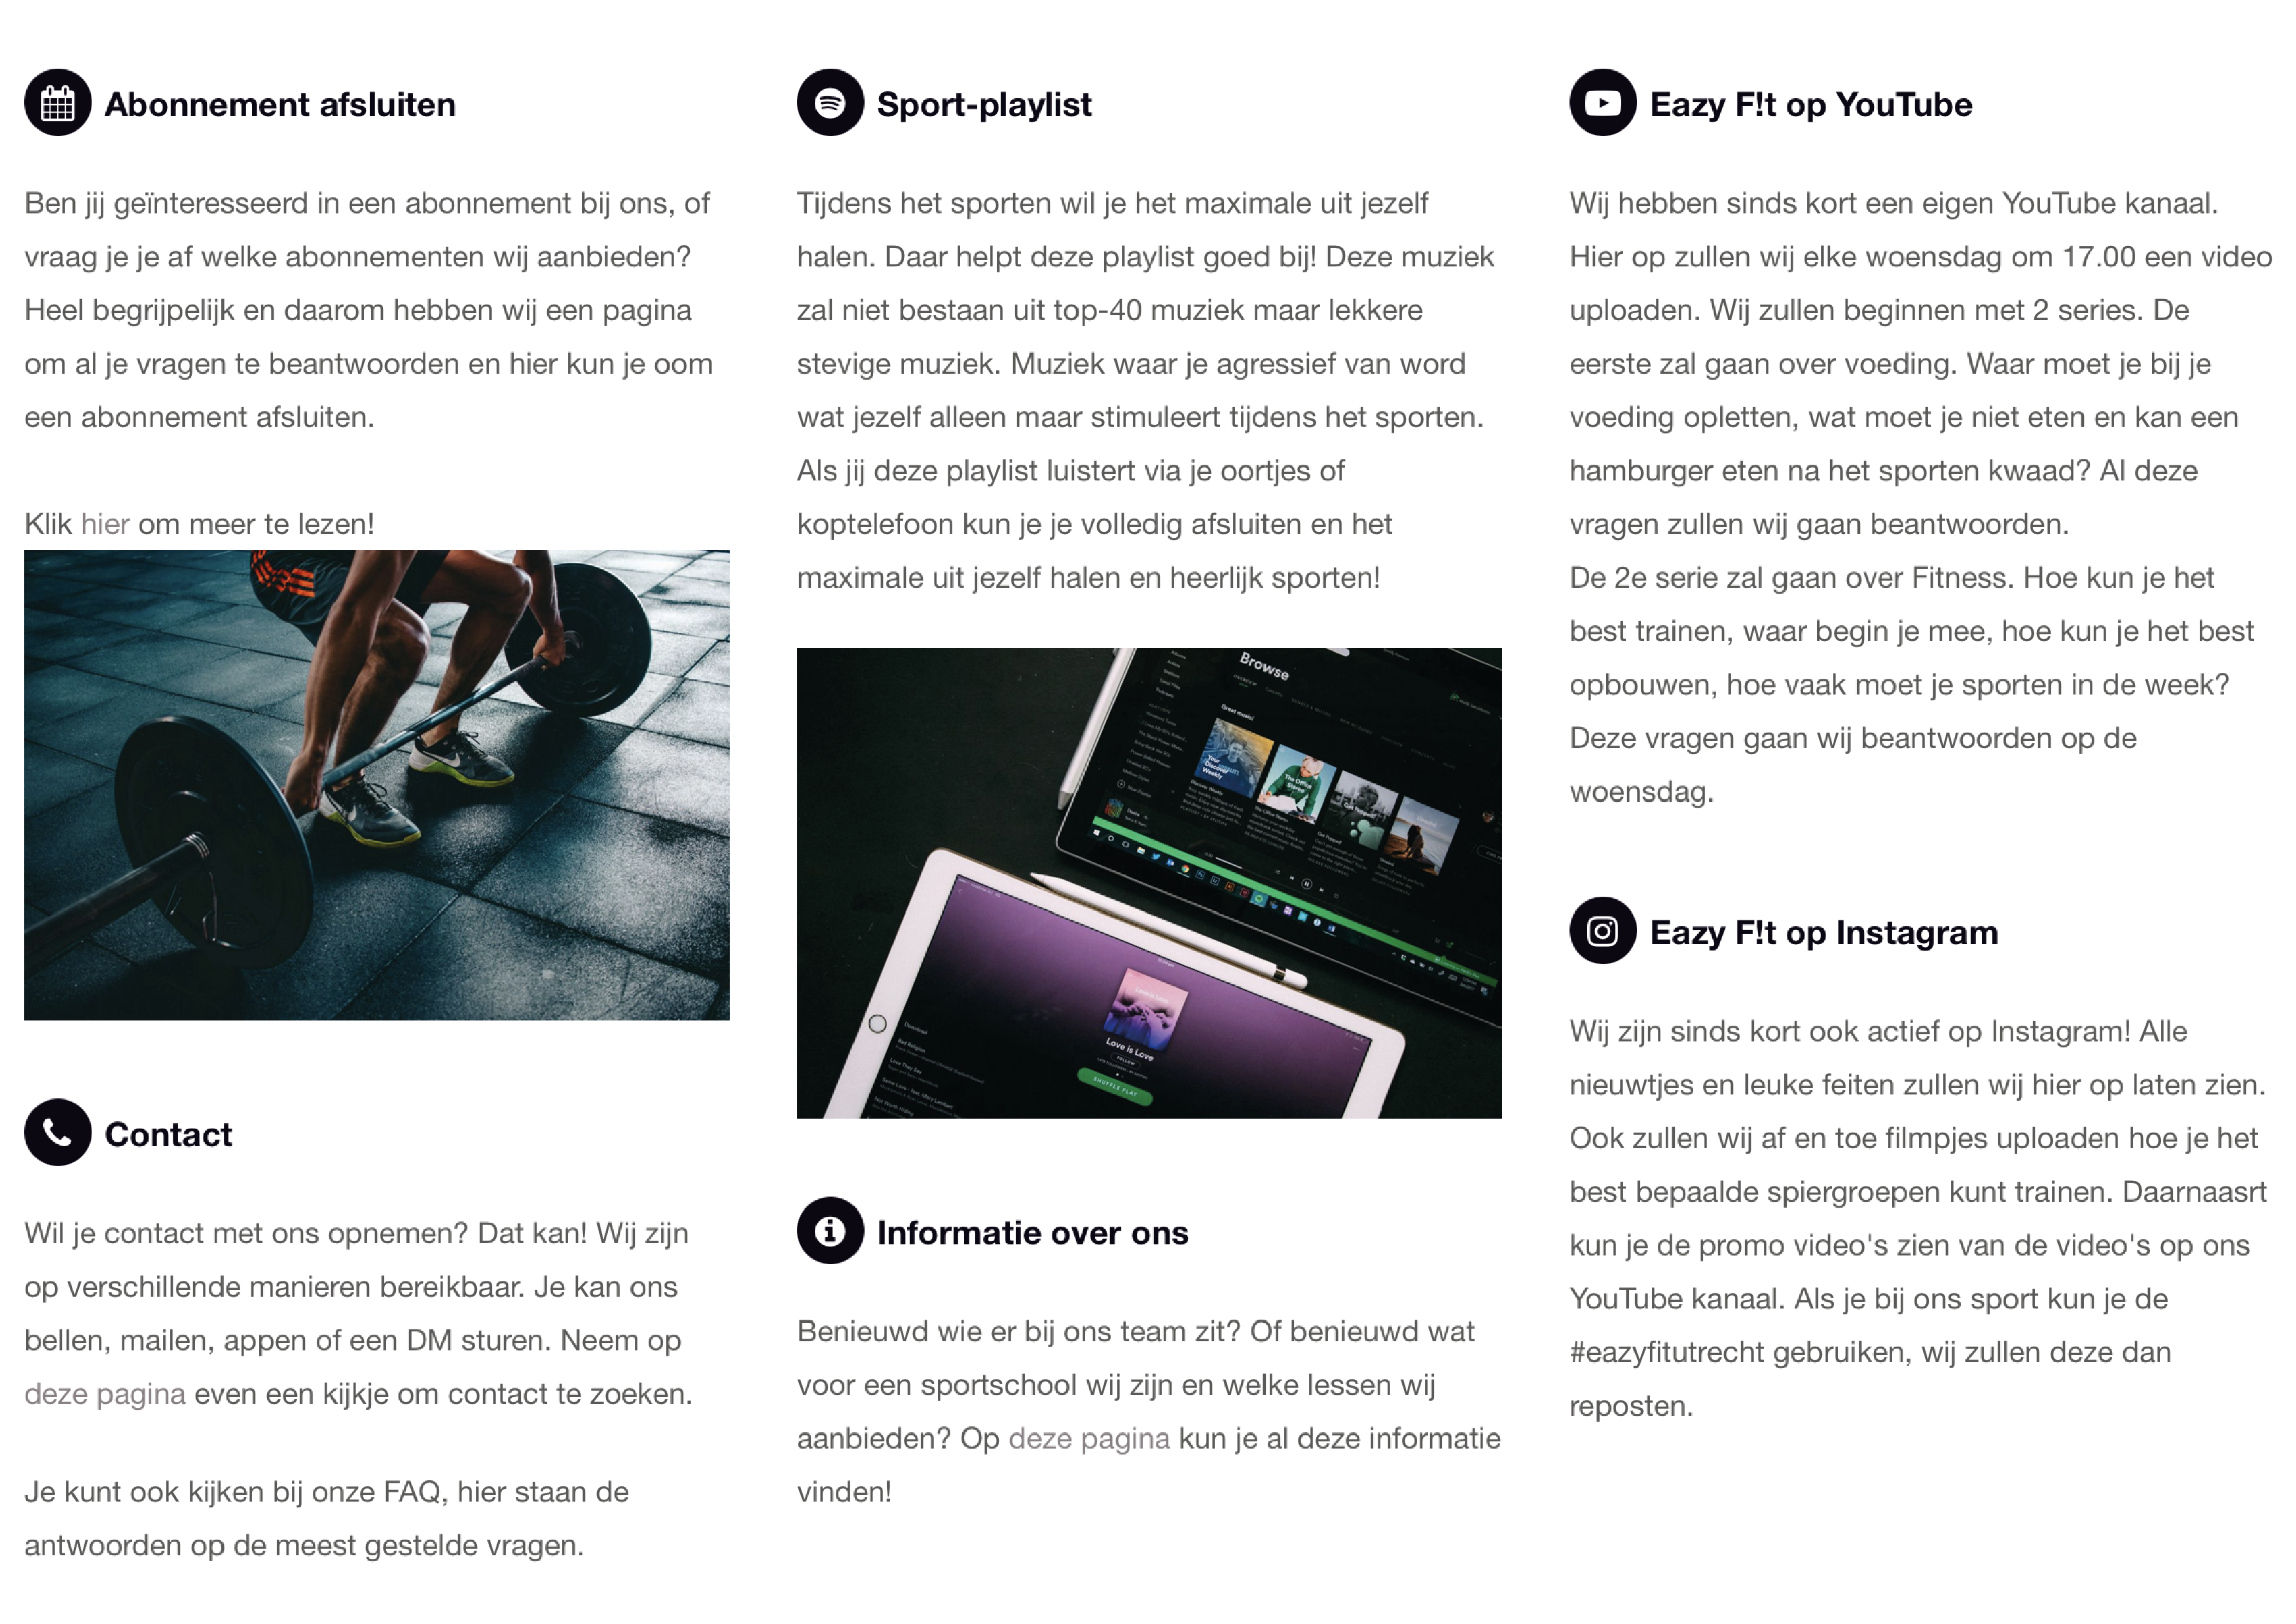 Abonnement afsluiten
Ben jij geïnteresseerd in een abonnement bij ons, of
vraag je je af welke abonnementen wij aanbieden?
Heel begrijpelijk en daarom hebben wij een pagina
om al je vragen te beantwoorden en hier kun je oom
een abonnement afsluiten.
Klik hier om meer te lezen!
Contact
Wil je contact met ons opnemen? Dat kan! Wij zijn
op verschillende manieren bereikbaar. Je kan ons
bellen, mailen, appen of een DM sturen. Neem op
deze pagina even een kijkje om contact te zoeken.
Je kunt ook kijken bij onze FAQ, hier staan de
antwoorden op de meest gestelde vragen.
Sport-playlist
Tijdens het sporten wil je het maximale uit jezelf
halen. Daar helpt deze playlist goed bij! Deze muziek
zal niet bestaan uit top-40 muziek maar lekkere
stevige muziek. Muziek waar je agressief van word
wat jezelf alleen maar stimuleert tijdens het sporten.
Als jij deze playlist luistert via je oortjes of
koptelefoon kun je je volledig afsluiten en het
maximale uit jezelf halen en heerlijk sporten!
Browse
Great music!
Your
Discover
Weekly
The Office
Stereo
Get Popped!
Love is Love
SHUFFLE PLAY
Informatie over ons
Benieuwd wie er bij ons team zit? Of benieuwd wat
voor een sportschool wij zijn en welke lessen wij
aanbieden? Op deze pagina kun je al deze informatie
vinden!
Eazy F!t op YouTube
Wij hebben sinds kort een eigen YouTube kanaal.
Hier op zullen wij elke woensdag om 17.00 een video
uploaden. Wij zullen beginnen met 2 series. De
eerste zal gaan over voeding. Waar moet je bij je
voeding opletten, wat moet je niet eten en kan een
hamburger eten na het sporten kwaad? Al deze
vragen zullen wij gaan beantwoorden.
De 2e serie zal gaan over Fitness. Hoe kun je het
best trainen, waar begin je mee, hoe kun je het best
opbouwen, hoe vaak moet je sporten in de week?
Deze vragen gaan wij beantwoorden op de
woensdag.
Eazy F!t op Instagram
Wij zijn sinds kort ook actief op Instagram! Alle
nieuwtjes en leuke feiten zullen wij hier op laten zien.
Ook zullen wij af en toe filmpjes uploaden hoe je het
best bepaalde spiergroepen kunt trainen. Daarnaasrt
kun je de promo video's zien van de video's op ons
YouTube kanaal. Als je bij ons sport kun je de
#eazyfitutrecht gebruiken, wij zullen deze dan
reposten.